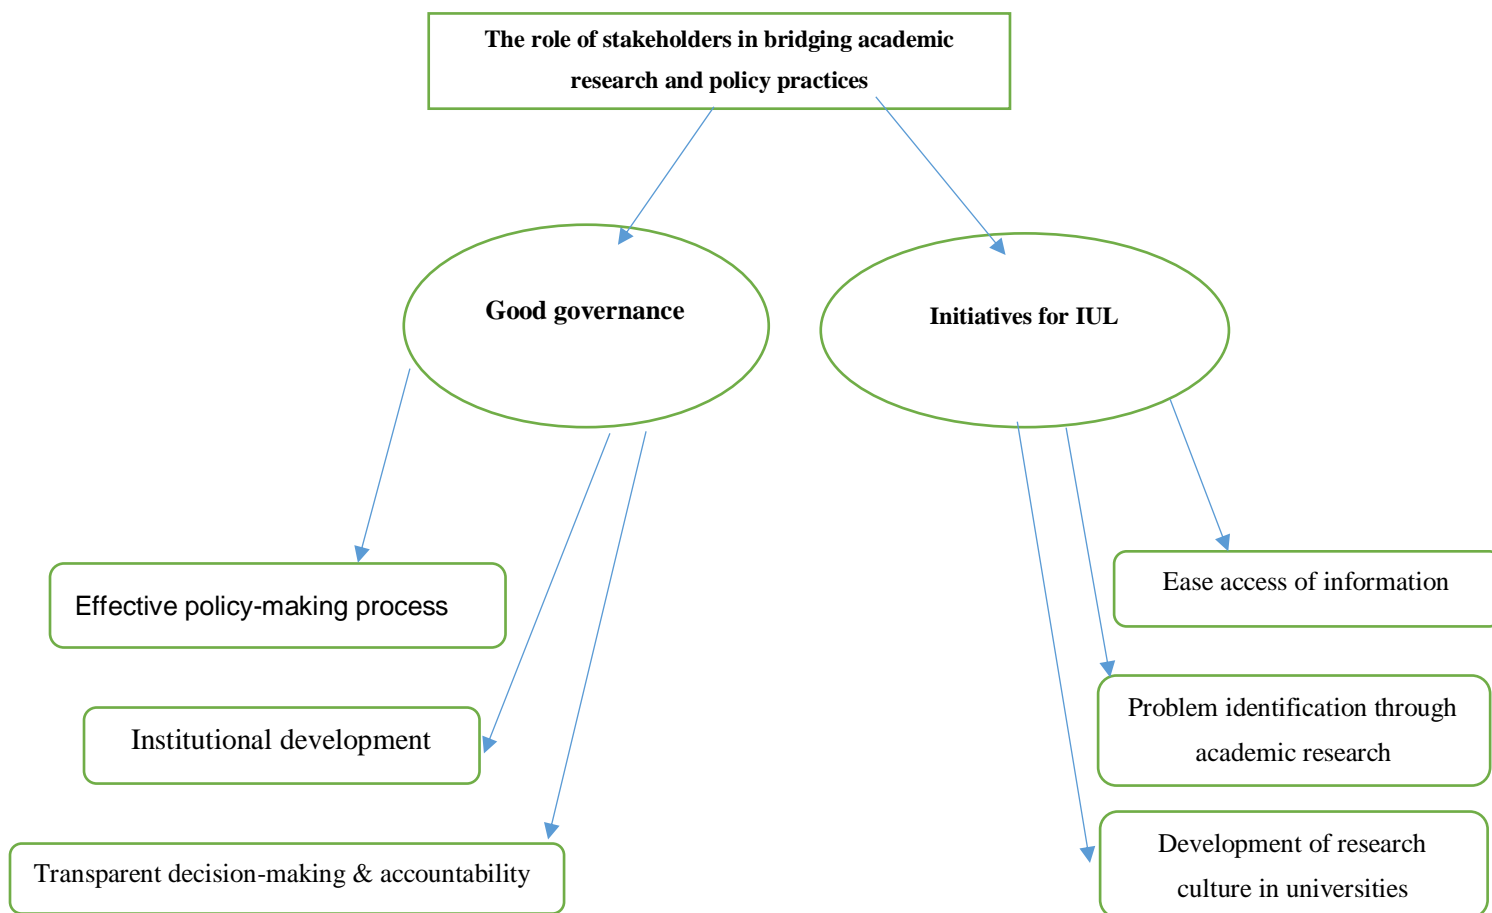 The role of stakeholders in bridging academic
research and policy practices
Good governance
Initiatives for IUL
Effective policy-making process
Institutional development
Transparent decision-making & accountability
Ease access of information
Problem identification through
academic research
Development of research
culture in universities